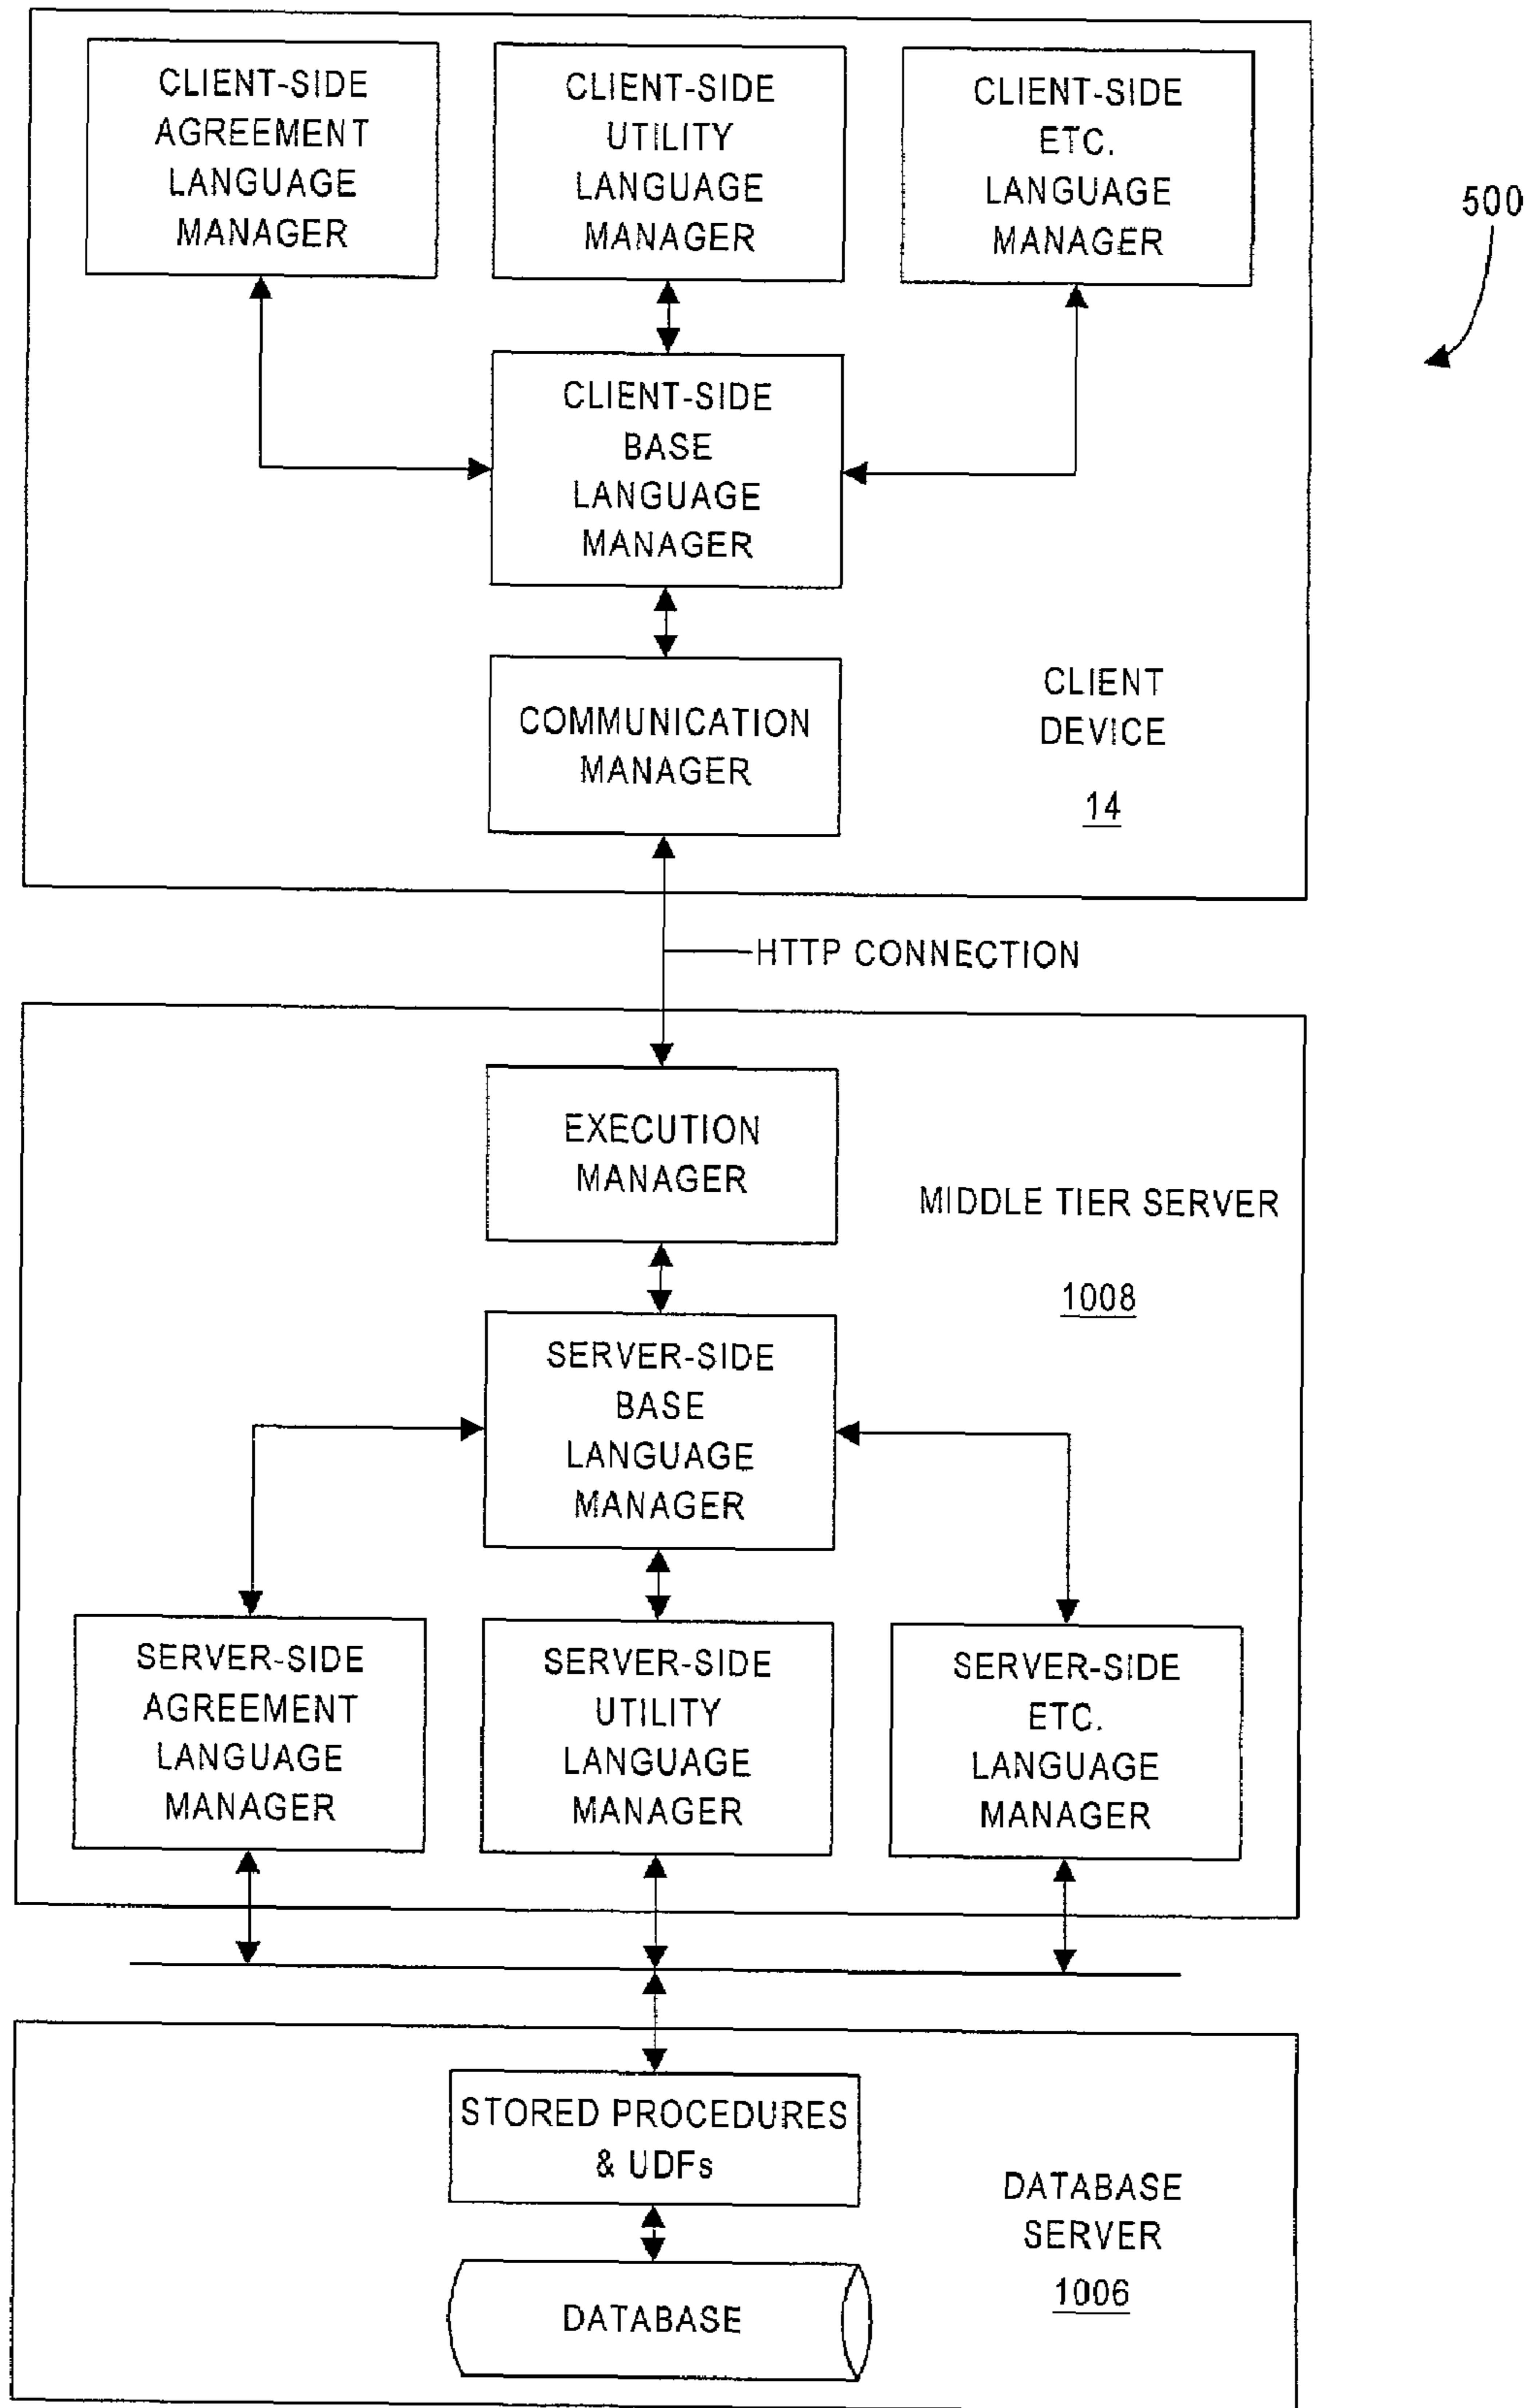 CLIENT-SIDE
AGREEMENT
LANGUAGE
MANAGER
CLIENT-SIDE
UTILITY
LANGUAGE
MANAGER
CLIENT-SIDE
ETC.
LANGUAGE
MANAGER
500
CLIENT-SIDE
BASE
LANGUAGE
MANAGER
COMMUNICATION
MANAGER
CLIENT
DEVICE
14
HTTP CONNECTION
EXECUTION
MANAGER
MIDDLE TIER SERVER
1008
SERVER-SIDE
BASE
LANGUAGE
MANAGER
SERVER-SIDE
AGREEMENT
LANGUAGE
MANAGER
SERVER-SIDE
UTILITY
LANGUAGE
MANAGER
SERVER-SIDE
ETC.
LANGUAGE
MANAGER
STORED PROCEDURES
& UDFs
DATABASE
SERVER
1006
DATABASE